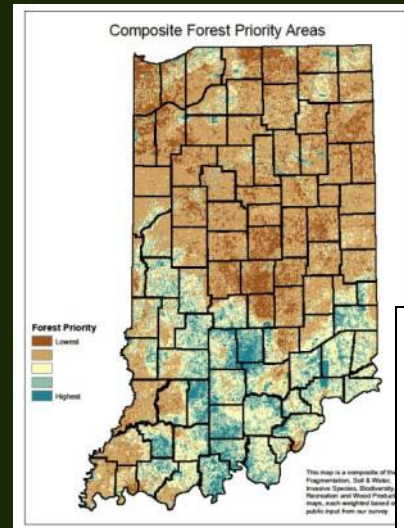 Composite Forest Priority Areas
Forest Priority
Lowest
Highest
This map is a composite of the
Fragmentation, Soil & Water,
Invasive Species, Biodiversity,
Recreation and Wood Product
maps, each weighted based
public input from our survey